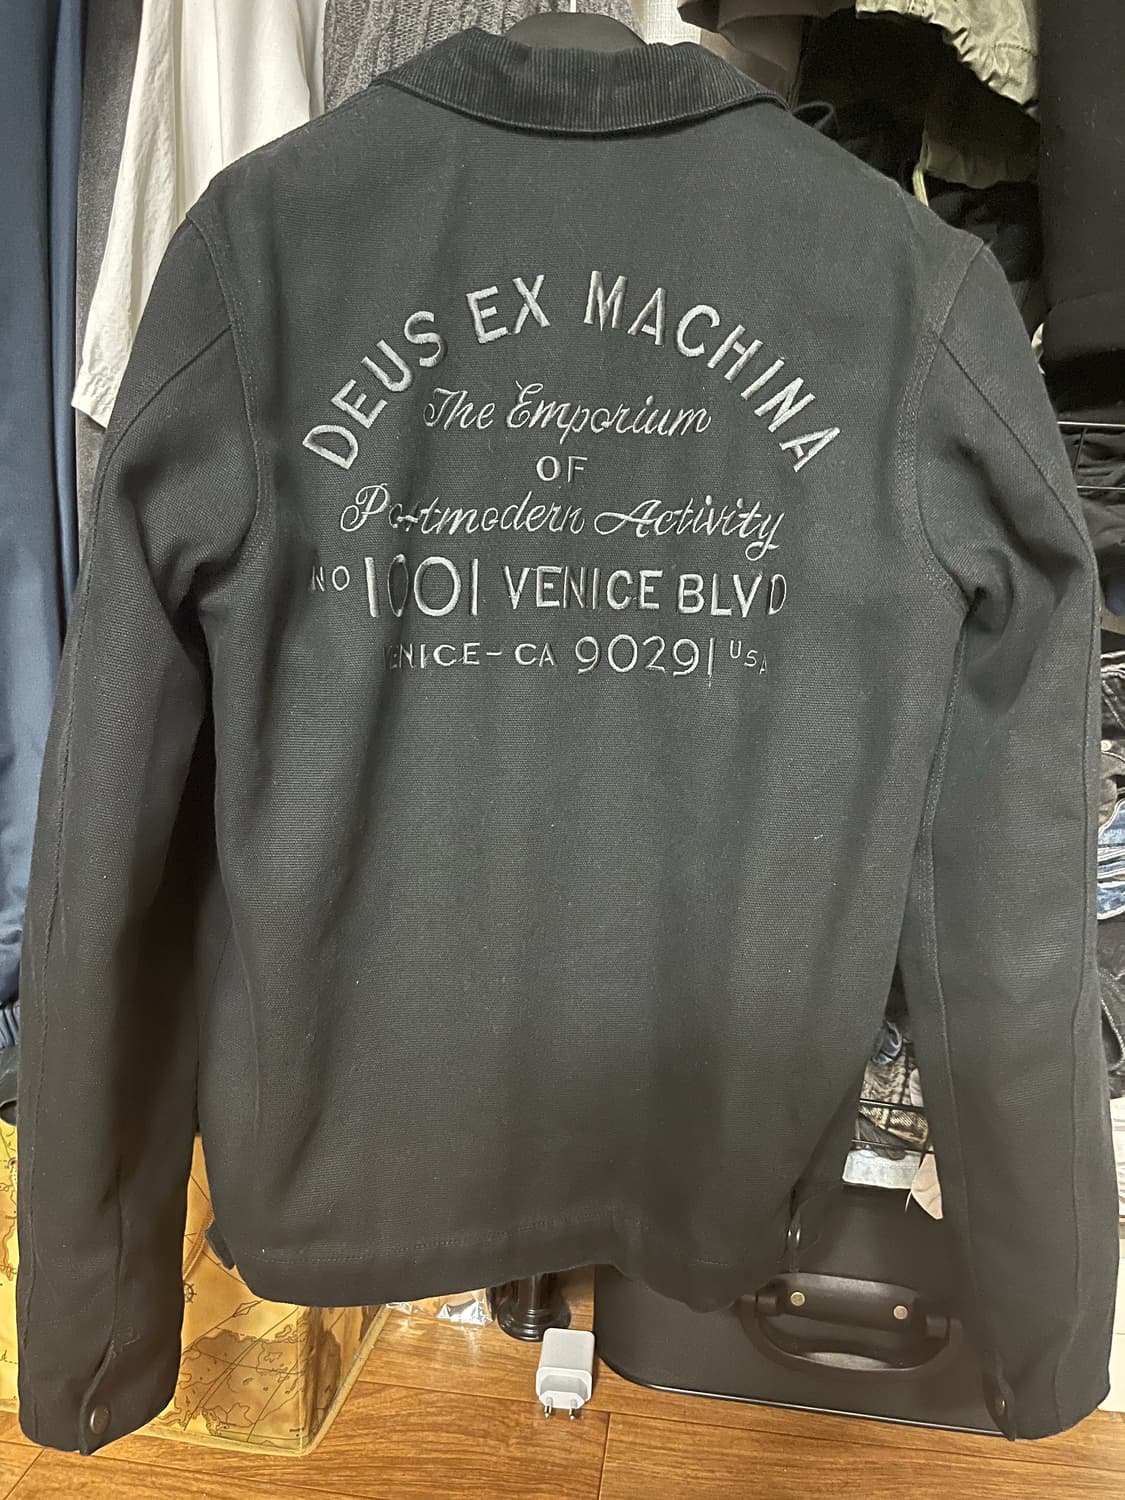 DEUS EX MACHINA
The Emporium
OF
Postmodern Activity
NO 1001 VENICE BLVD
VENICE - CA 90291 USA